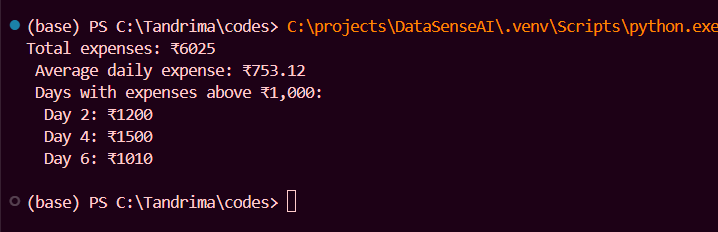 (base) PS C:\Tandrima\codes> C:\projects\DataSenseAI\.venv\Scripts\python.exe
Total expenses: ₹6025
Average daily expense: ₹753.12
Days with expenses above ₹1,000:
Day 2: ₹1200
Day 4: ₹1500
Day 6: ₹1010
(base) PS C:\Tandrima\codes>